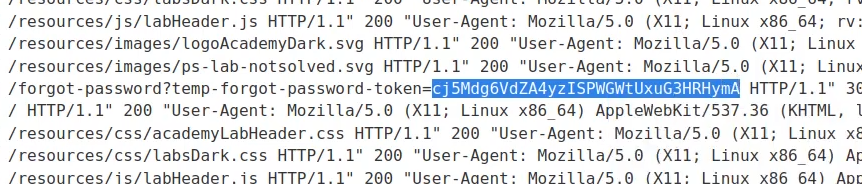 /resources/css/labsDark.css HTTP/1.1" 200 "User-Agent: Mozilla/5.0 (X11; Linux x86_64) Ap
/resources/js/labHeader.js HTTP/1.1" 200 "User-Agent: Mozilla/5.0 (X11; Linux x86_64; rv:
/resources/images/logoAcademyDark.svg HTTP/1.1" 200 "User-Agent: Mozilla/5.0 (X11; Linux
/resources/images/ps-lab-notsolved.svg HTTP/1.1" 200 "User-Agent: Mozilla/5.0 (X11; Linux x
/forgot-password?temp-forgot-password-token=cj5Mdg6VdZA4yzISPWGWtUxuG3HRHymA HTTP/1.1" 30
/ HTTP/1.1" 200 "User-Agent: Mozilla/5.0 (X11; Linux x86_64) AppleWebKit/537.36 (KHTML, l
/resources/css/academyLabHeader.css HTTP/1.1" 200 "User-Agent: Mozilla/5.0 (X11; Linux x8
/resources/css/labsDark.css HTTP/1.1" 200 "User-Agent: Mozilla/5.0 (X11; Linux x86_64) Ap
/resources/js/labHeader.js HTTP/1.1" 200 "User-Agent: Mozilla/5.0 (X11; Linux x86_64) App